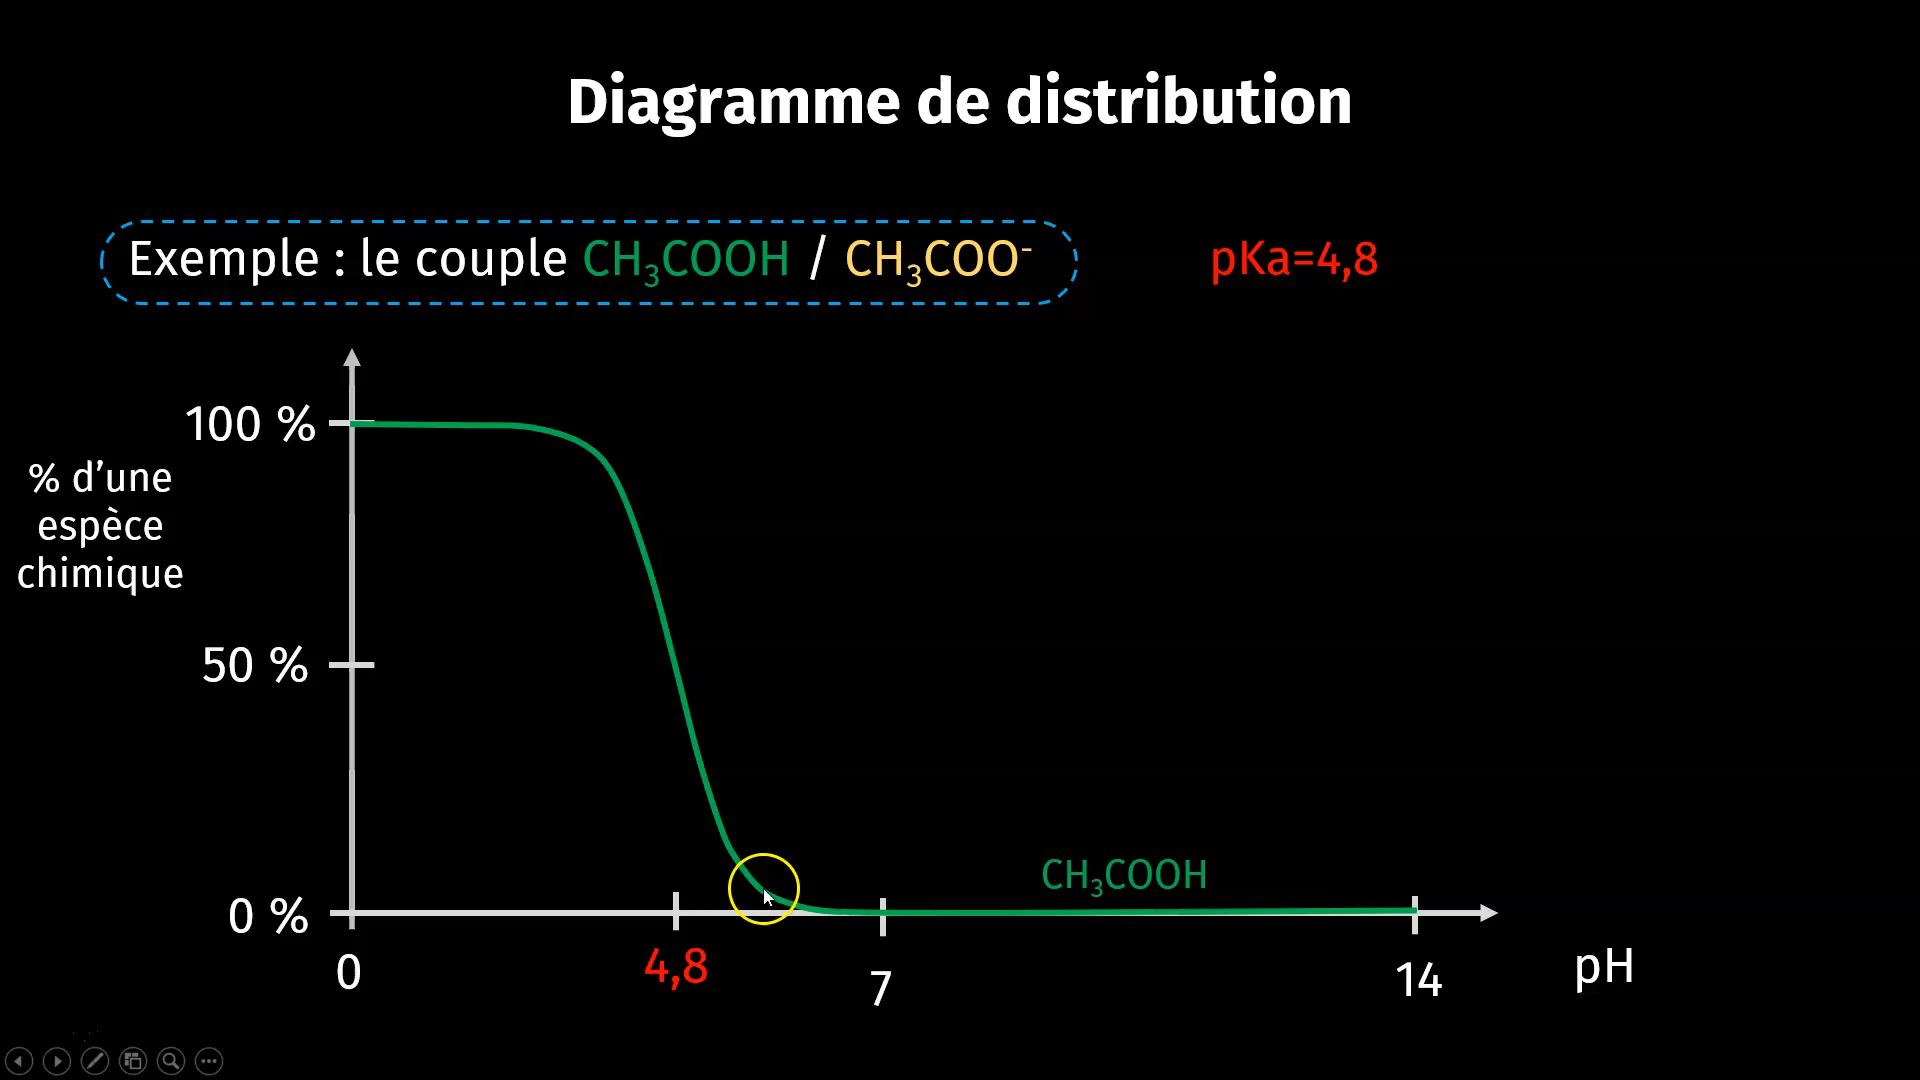 Diagramme de distribution
Exemple : le couple CH₃COOH / CH₃COO⁻
pKa=4,8
100 %
% d’une
espèce
chimique
50 %
CH₃COOH
0 %
0
4,8
7
14
pH